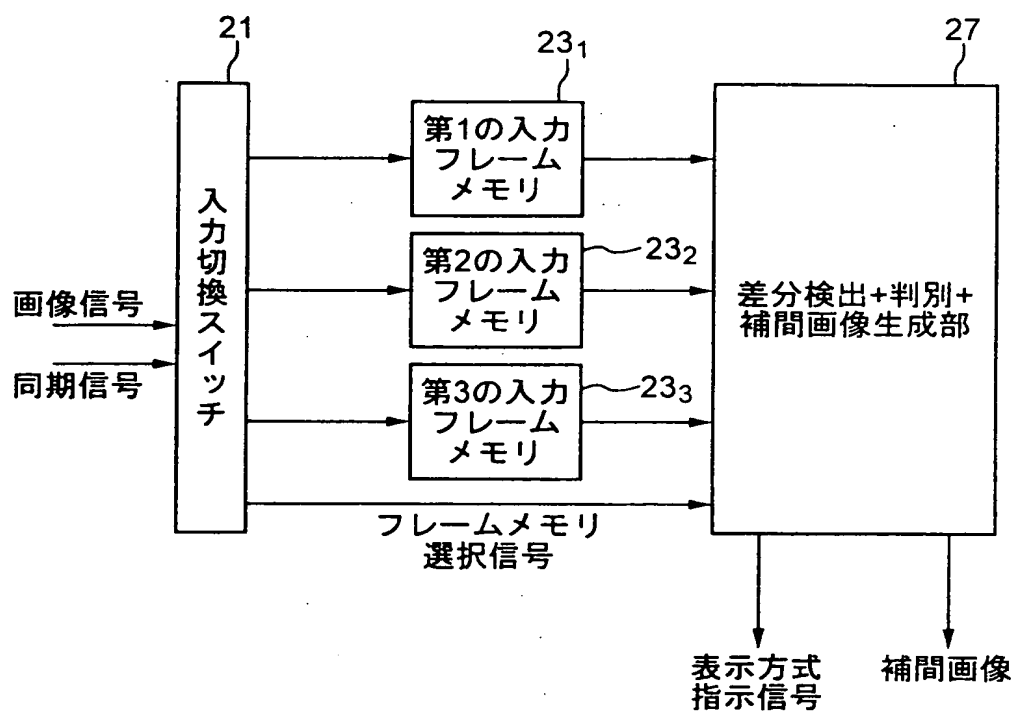 21
23₁
27
第1の入力
フレーム
メモリ
入力切換スイッチ
第2の入力
フレーム
メモリ
23₂
差分検出+判別+
補間画像生成部
画像信号
同期信号
第3の入力
フレーム
メモリ
23₃
フレームメモリ
選択信号
表示方式
指示信号
補間画像